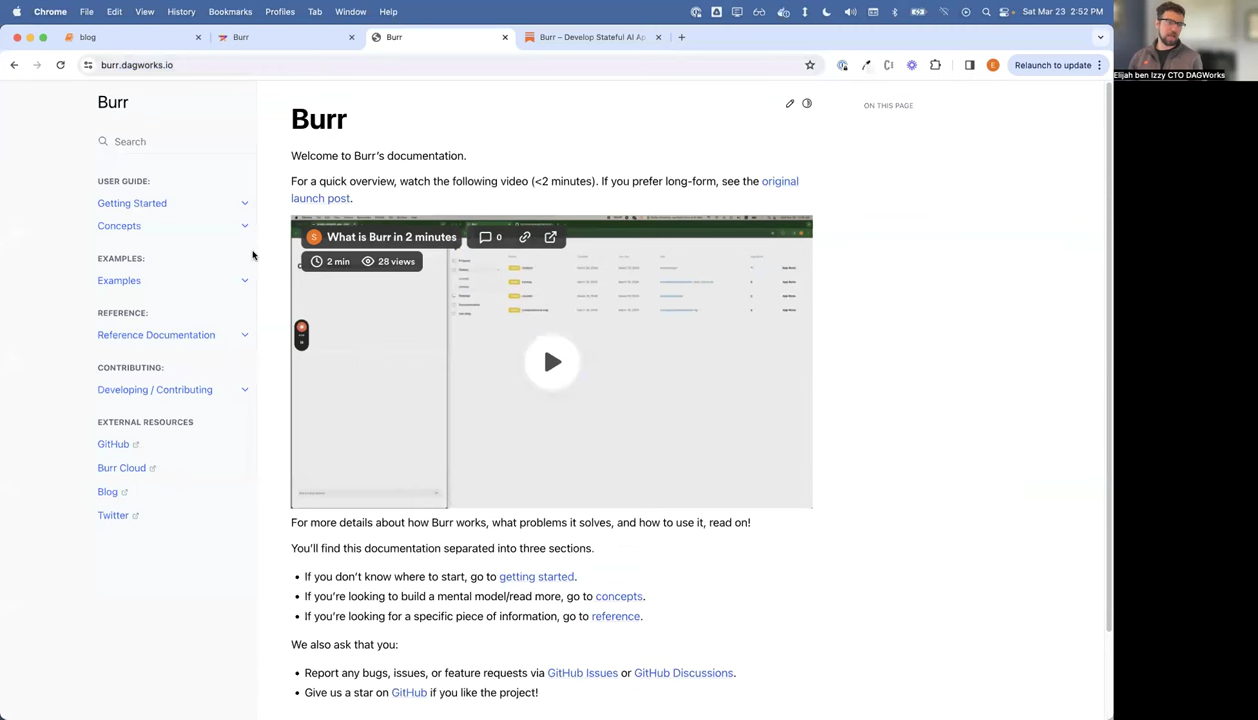 Chrome File Edit View History Bookmarks Profiles Tab Window Help Sat Mar 23 2:52 PM
blog Burr Burr Burr – Develop Stateful AI Ap
burr.dagworks.io Relaunch to update
Elijah ben Izzy CTO DAGWorks
Burr
Search
USER GUIDE:
Getting Started
Concepts
EXAMPLES:
Examples
REFERENCE:
Reference Documentation
CONTRIBUTING:
Developing / Contributing
EXTERNAL RESOURCES
GitHub
Burr Cloud
Blog
Twitter
ON THIS PAGE
Burr
Welcome to Burr’s documentation.
For a quick overview, watch the following video (<2 minutes). If you prefer long-form, see the original
launch post.
S What is Burr in 2 minutes 0
2 min 28 views
For more details about how Burr works, what problems it solves, and how to use it, read on!
You’ll find this documentation separated into three sections.
• If you don’t know where to start, go to getting started.
• If you’re looking to build a mental model/read more, go to concepts.
• If you’re looking for a specific piece of information, go to reference.
We also ask that you:
• Report any bugs, issues, or feature requests via GitHub Issues or GitHub Discussions.
• Give us a star on GitHub if you like the project!